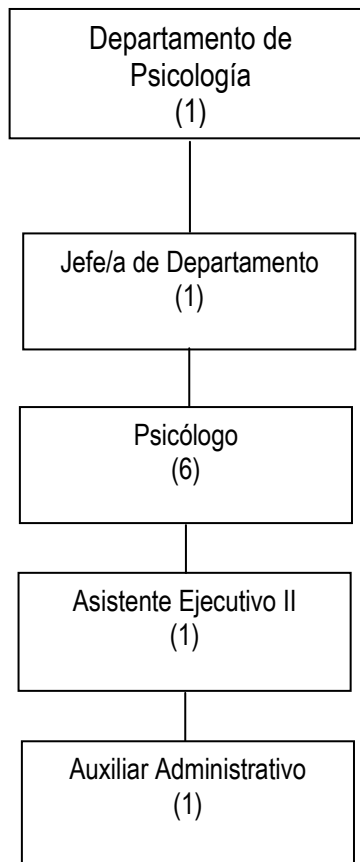 Departamento de
Psicología
(1)
Jefe/a de Departamento
(1)
Psicólogo
(6)
Asistente Ejecutivo II
(1)
Auxiliar Administrativo
(1)